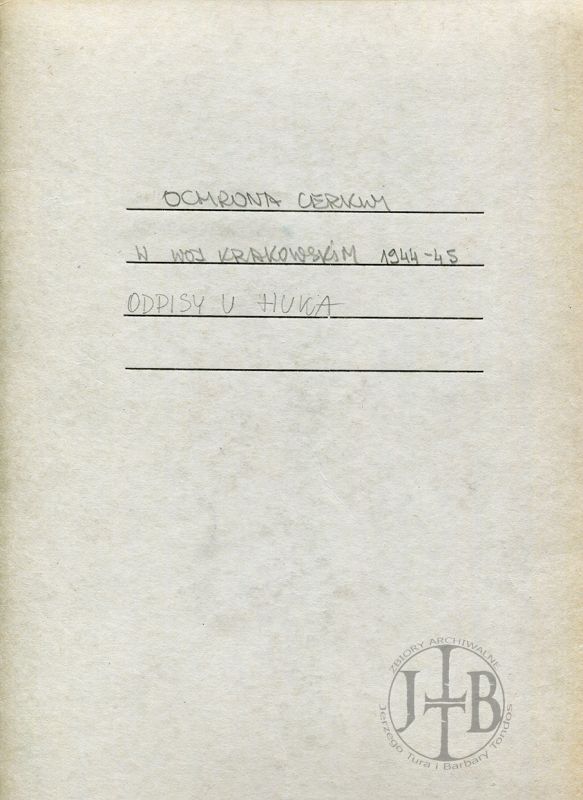 OCHRONA CERKWI
W WOJ KRAKOWSKIM 1944-45
ODPISY U HUKA
ZBIORY ARCHIWALNE
JTB
Jerzego Tura i Barbary Tondos